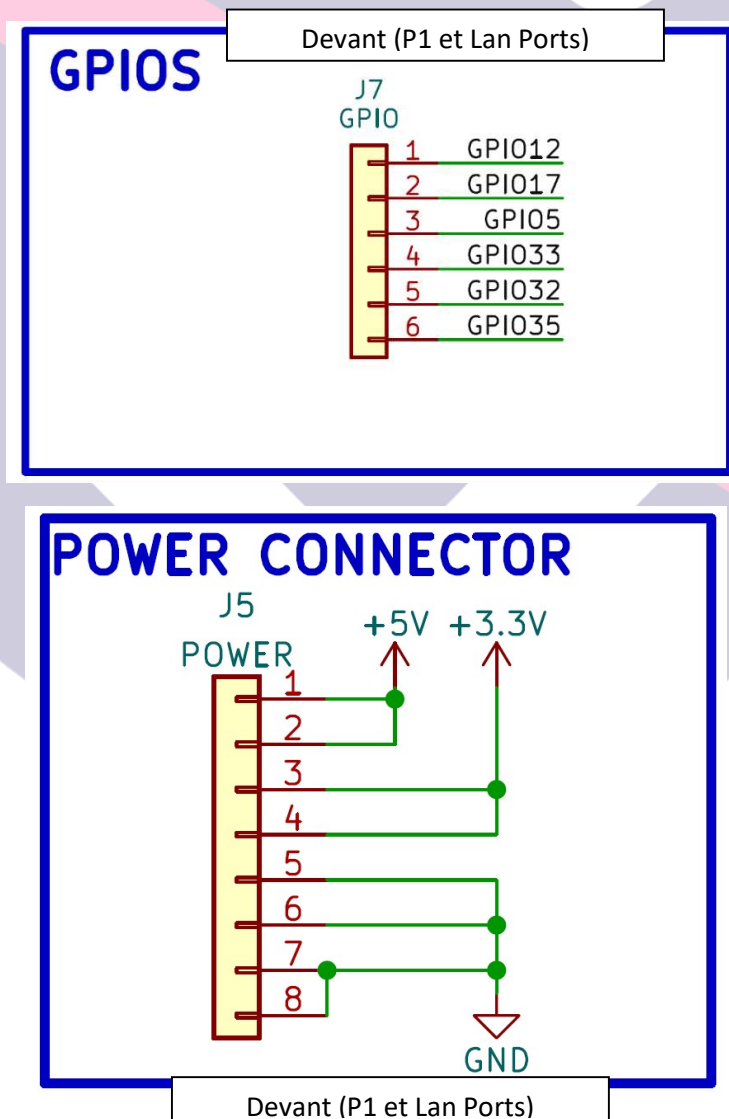 Devant (P1 et Lan Ports)
GPIOS
J7
GPIO
1 GPIO12
2 GPIO17
3 GPIO5
4 GPIO33
5 GPIO32
6 GPIO35
POWER CONNECTOR
J5
+5V +3.3V
POWER
1
2
3
4
5
6
7
8
GND
Devant (P1 et Lan Ports)